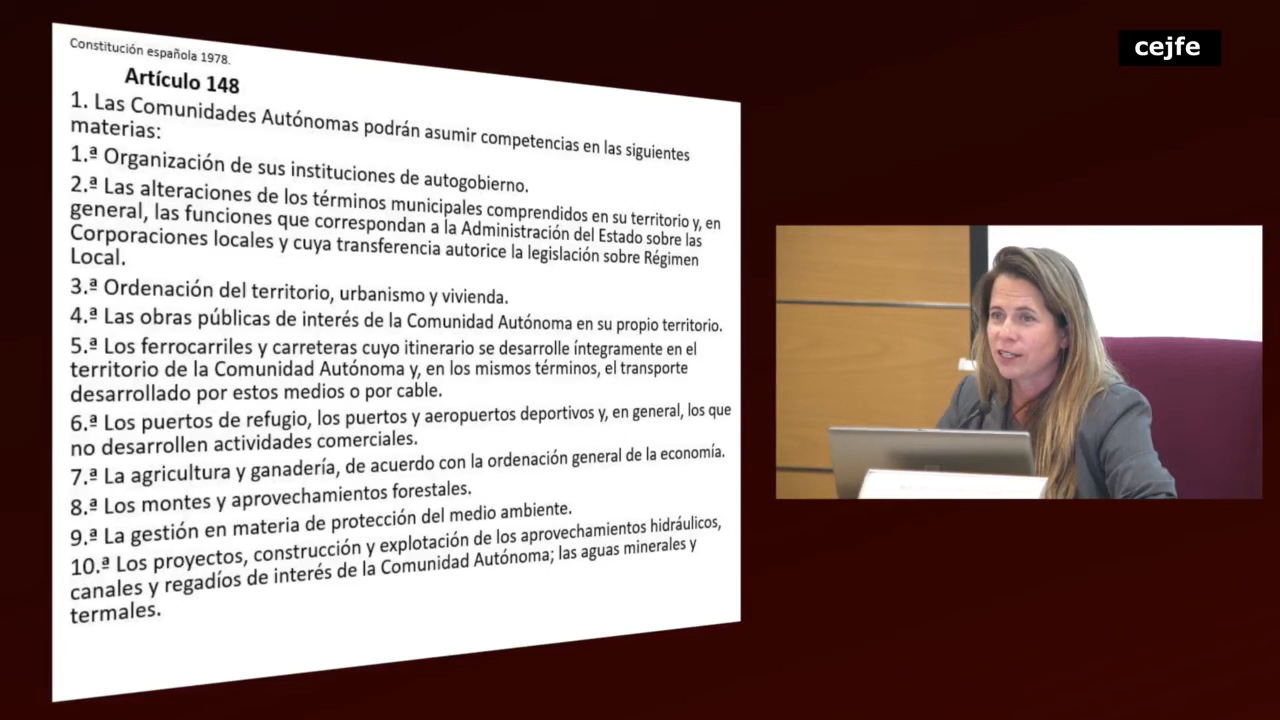 cejfe
Constitución española 1978.
Artículo 148
1. Las Comunidades Autónomas podrán asumir competencias en las siguientes
materias:
1.ª Organización de sus instituciones de autogobierno.
2.ª Las alteraciones de los términos municipales comprendidos en su territorio y, en
general, las funciones que correspondan a la Administración del Estado sobre las
Corporaciones locales y cuya transferencia autorice la legislación sobre Régimen
Local.
3.ª Ordenación del territorio, urbanismo y vivienda.
4.ª Las obras públicas de interés de la Comunidad Autónoma en su propio territorio.
5.ª Los ferrocarriles y carreteras cuyo itinerario se desarrolle íntegramente en el
territorio de la Comunidad Autónoma y, en los mismos términos, el transporte
desarrollado por estos medios o por cable.
6.ª Los puertos de refugio, los puertos y aeropuertos deportivos y, en general, los que
no desarrollen actividades comerciales.
7.ª La agricultura y ganadería, de acuerdo con la ordenación general de la economía.
8.ª Los montes y aprovechamientos forestales.
9.ª La gestión en materia de protección del medio ambiente.
10.ª Los proyectos, construcción y explotación de los aprovechamientos hidráulicos,
canales y regadíos de interés de la Comunidad Autónoma; las aguas minerales y
termales.